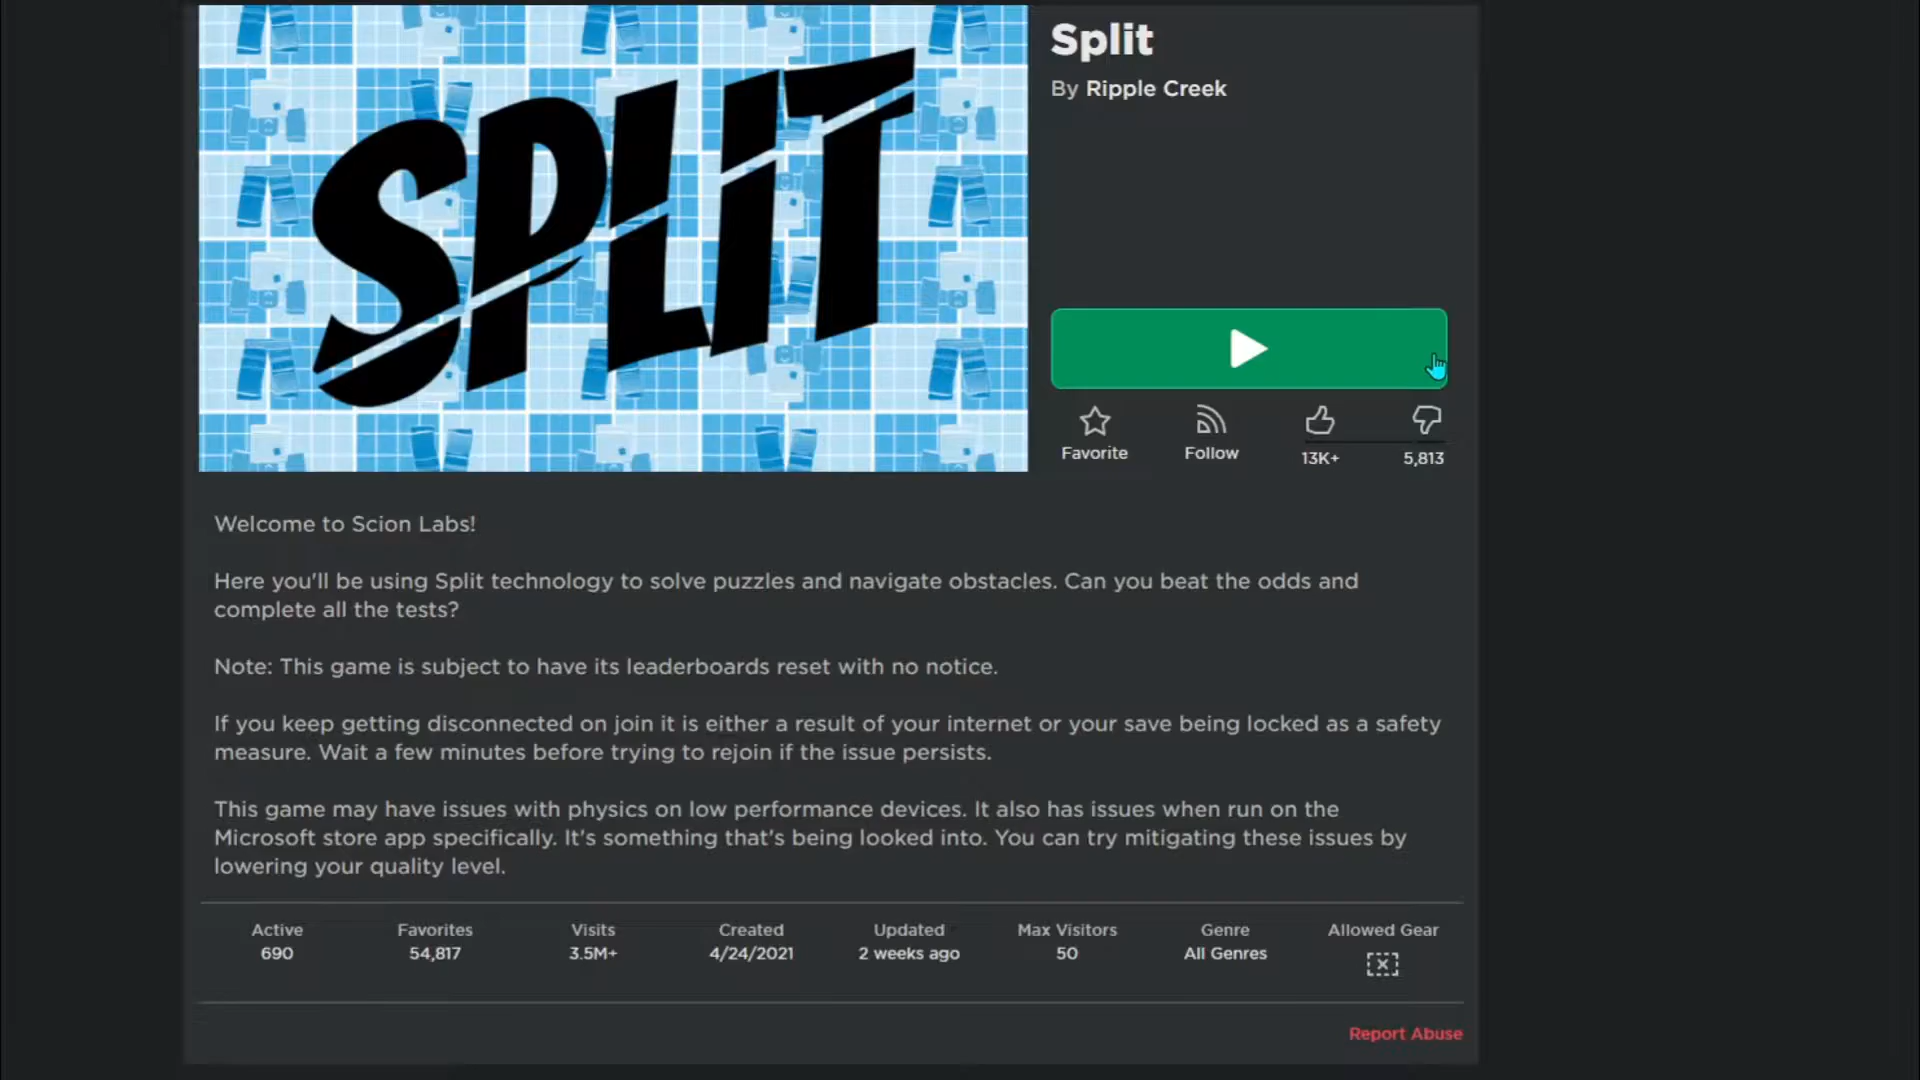 SPLIT
Split
By Ripple Creek
Favorite
Follow
13K+
5,813
Welcome to Scion Labs!
Here you'll be using Split technology to solve puzzles and navigate obstacles. Can you beat the odds and
complete all the tests?
Note: This game is subject to have its leaderboards reset with no notice.
If you keep getting disconnected on join it is either a result of your internet or your save being locked as a safety
measure. Wait a few minutes before trying to rejoin if the issue persists.
This game may have issues with physics on low performance devices. It also has issues when run on the
Microsoft store app specifically. It's something that's being looked into. You can try mitigating these issues by
lowering your quality level.
Active Favorites Visits Created Updated Max Visitors Genre Allowed Gear
690 54,817 3.5M+ 4/24/2021 2 weeks ago 50 All Genres
Report Abuse